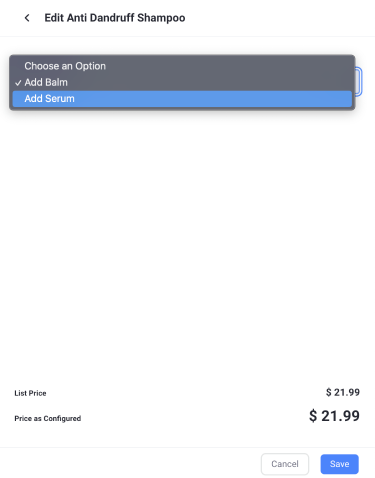 Edit Anti Dandruff Shampoo
Choose an Option
✓ Add Balm
Add Serum
List Price $ 21.99
Price as Configured $ 21.99
Cancel Save